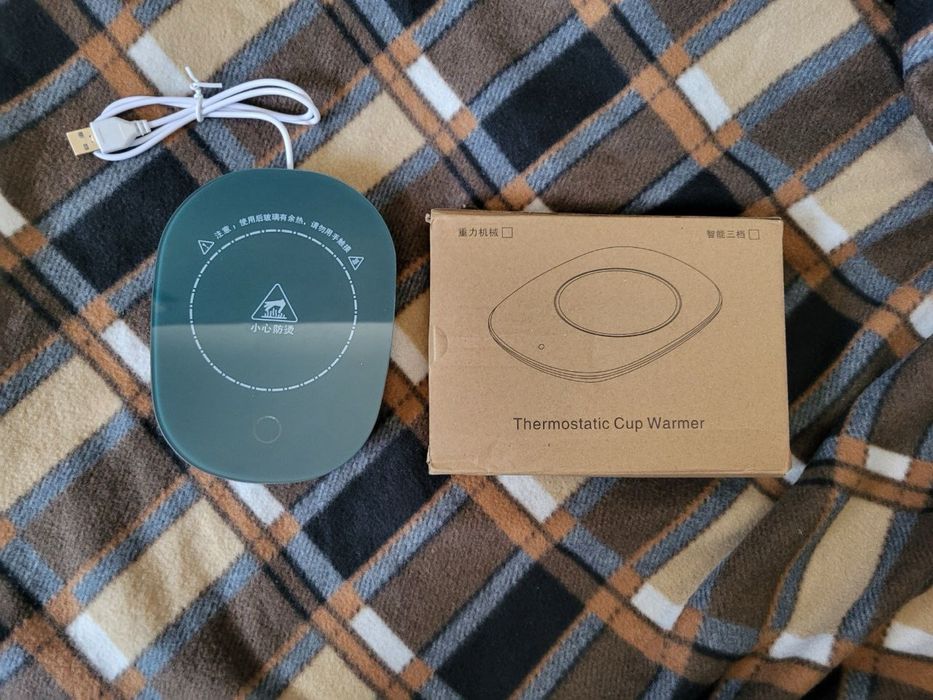 注意：使用后玻璃有余热，请勿用手触摸
小心防烫
重力机械
智能三档
Thermostatic Cup Warmer